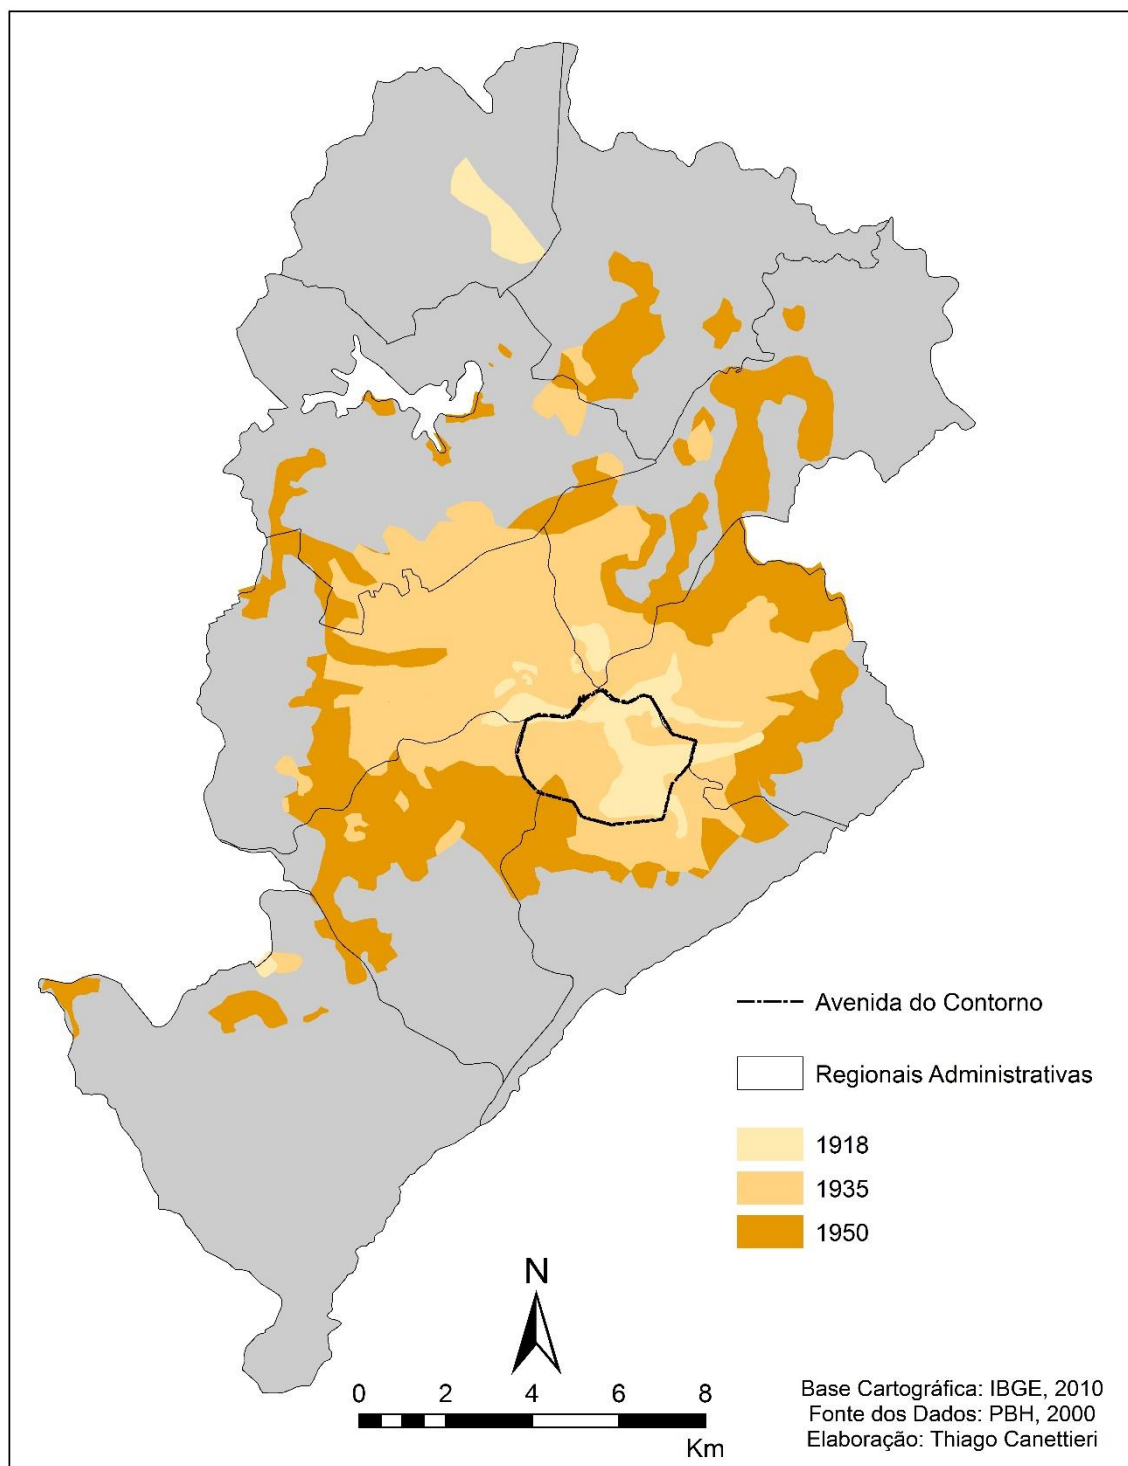 Avenida do Contorno
Regionais Administrativas
1918
1935
1950
N
0 2 4 6 8
Km
Base Cartográfica: IBGE, 2010
Fonte dos Dados: PBH, 2000
Elaboração: Thiago Canettieri